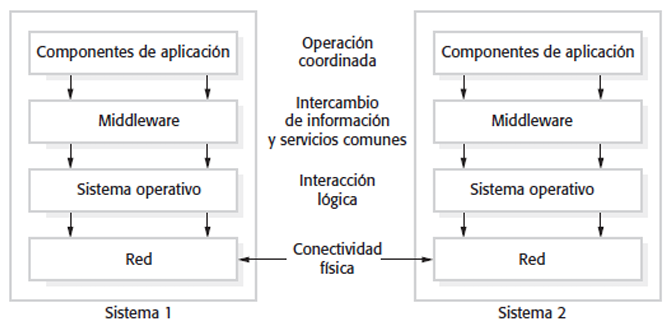 Componentes de aplicación
Operación
coordinada
Componentes de aplicación
Middleware
Intercambio
de información
y servicios comunes
Middleware
Sistema operativo
Interacción
lógica
Sistema operativo
Red
Conectividad
física
Red
Sistema 1
Sistema 2